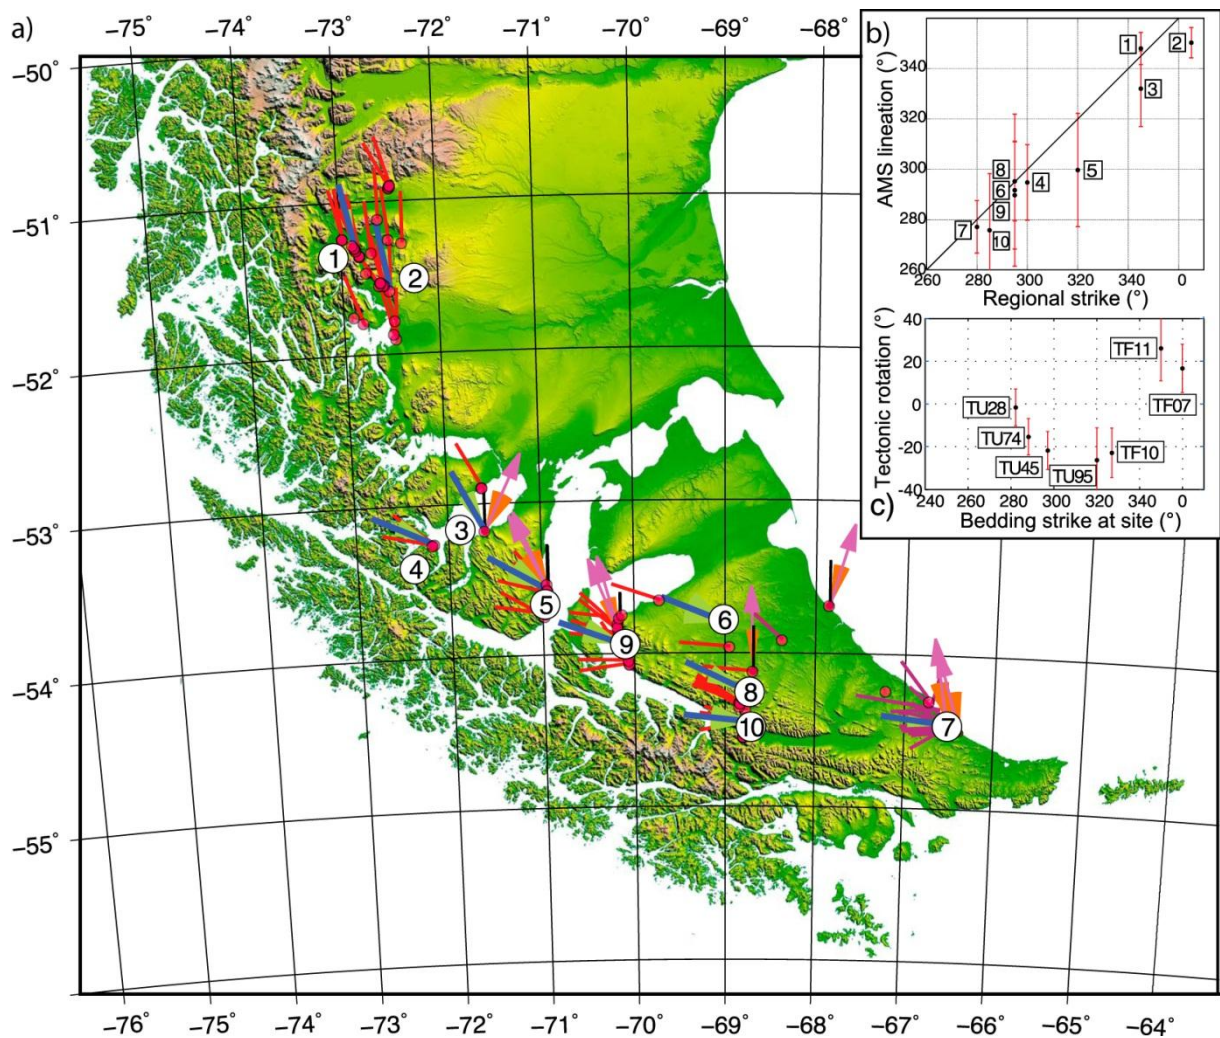 a)
−75° −74° −73° −72° −71° −70° −69° −68°
−50°
−51°
−52°
−53°
−54°
−55°
1
2
3
4
5
6
9
8
10
7
−76° −75° −74° −73° −72° −71° −70° −69° −68° −67° −66° −65° −64°
b)
AMS lineation (°)
340
320
300
280
260
1
2
3
8
6
4
5
9
7
10
260 280 300 320 340 0
Regional strike (°)
Tectonic rotation (°)
40
20
0
-20
-40
TF11
TU28
TF07
TU74
TU45
TF10
TU95
240 260 280 300 320 340 0
c)
Bedding strike at site (°)